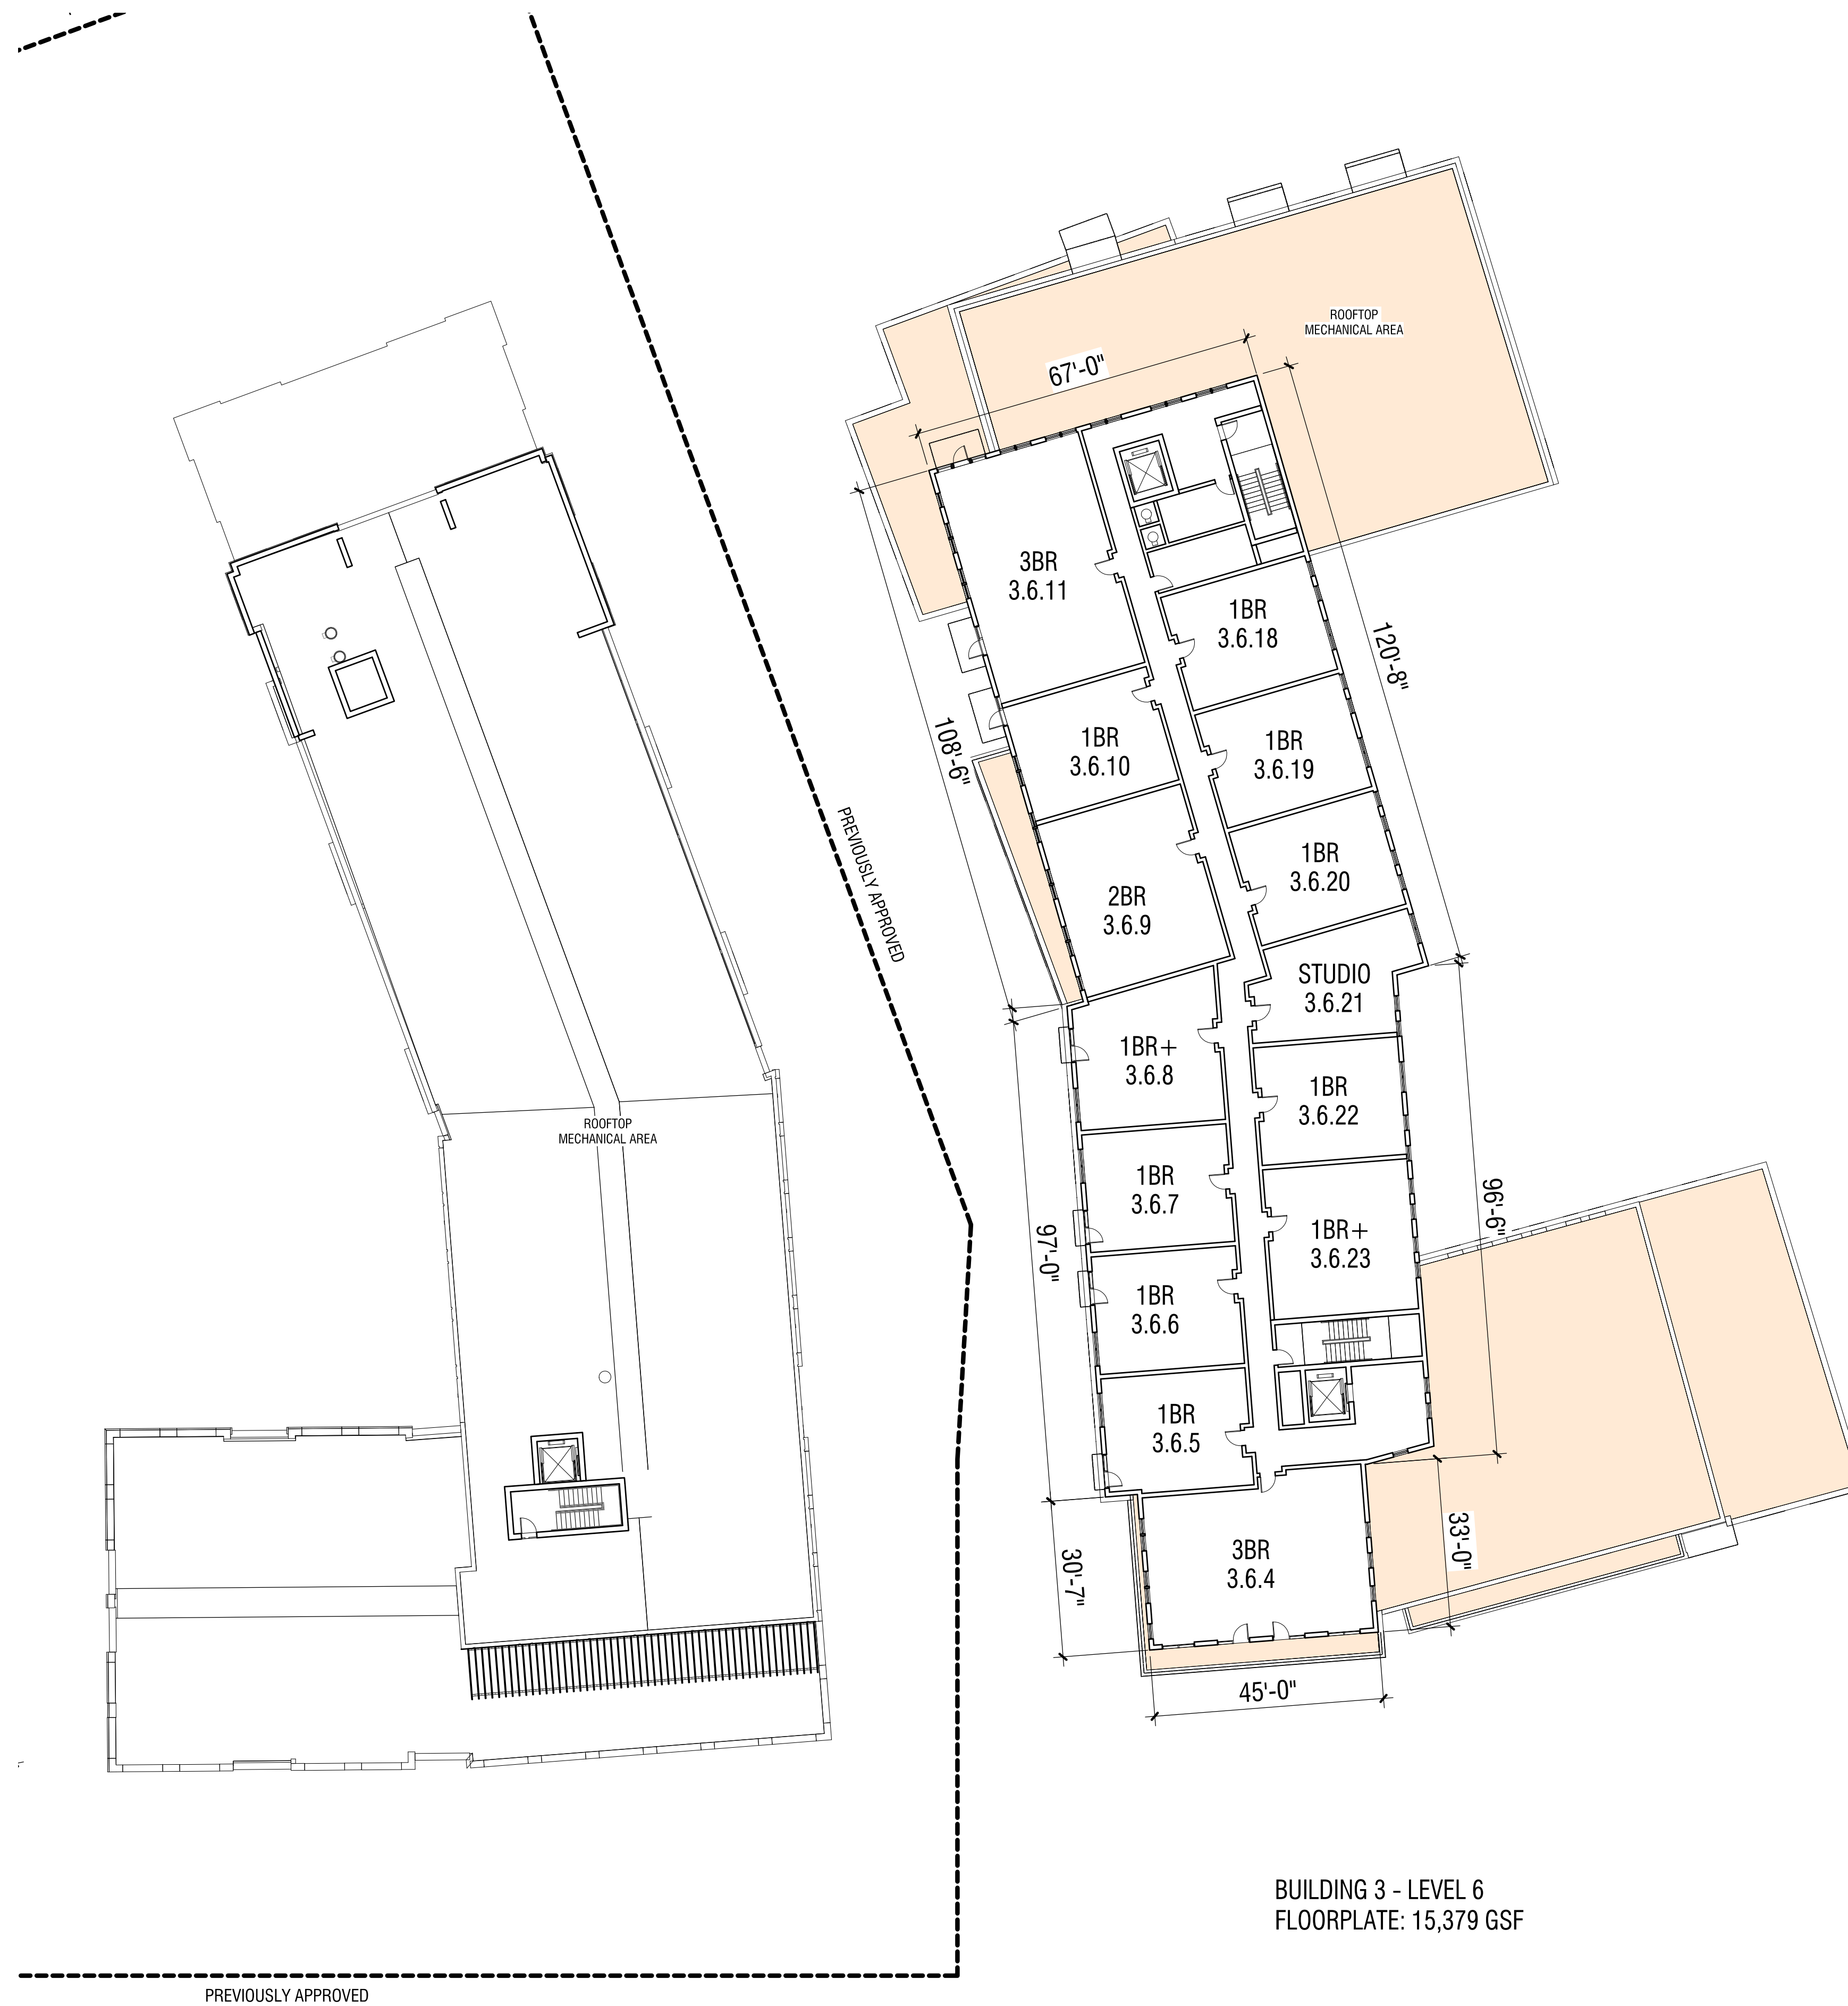 ROOFTOP
MECHANICAL AREA
67'-0"
3BR
3.6.11
1BR
3.6.18
120'-8"
108'-6"
1BR
3.6.10
1BR
3.6.19
PREVIOUSLY APPROVED
2BR
3.6.9
1BR
3.6.20
STUDIO
3.6.21
1BR+
3.6.8
1BR
3.6.22
ROOFTOP
MECHANICAL AREA
1BR
3.6.7
1BR+
3.6.23
96'-6"
97'-0"
1BR
3.6.6
1BR
3.6.5
3BR
3.6.4
33'-0"
30'-7"
45'-0"
BUILDING 3 - LEVEL 6
FLOORPLATE: 15,379 GSF
PREVIOUSLY APPROVED